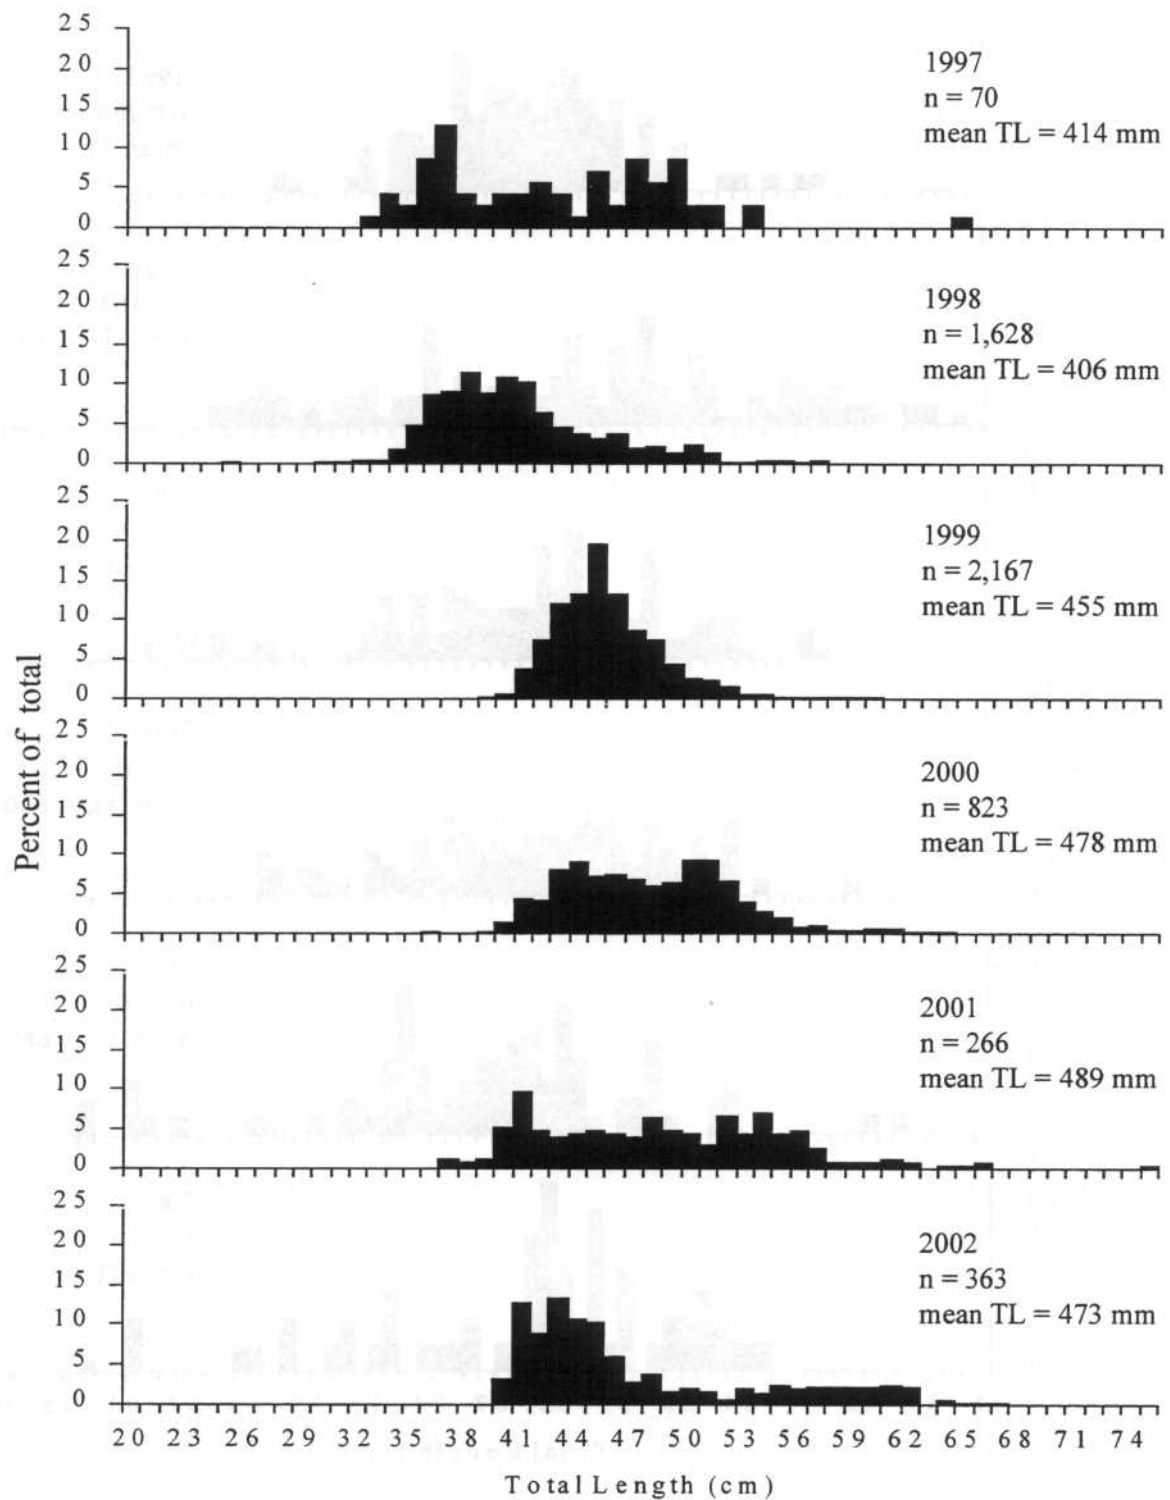 25
20
15
10
5
0
1997
n = 70
mean TL = 414 mm
25
20
15
10
5
0
1998
n = 1,628
mean TL = 406 mm
25
20
15
10
5
0
1999
n = 2,167
mean TL = 455 mm
Percent of total
25
20
15
10
5
0
2000
n = 823
mean TL = 478 mm
25
20
15
10
5
0
2001
n = 266
mean TL = 489 mm
25
20
15
10
5
0
2002
n = 363
mean TL = 473 mm
20 23 26 29 32 35 38 41 44 47 50 53 56 59 62 65 68 71 74
Total Length (cm)